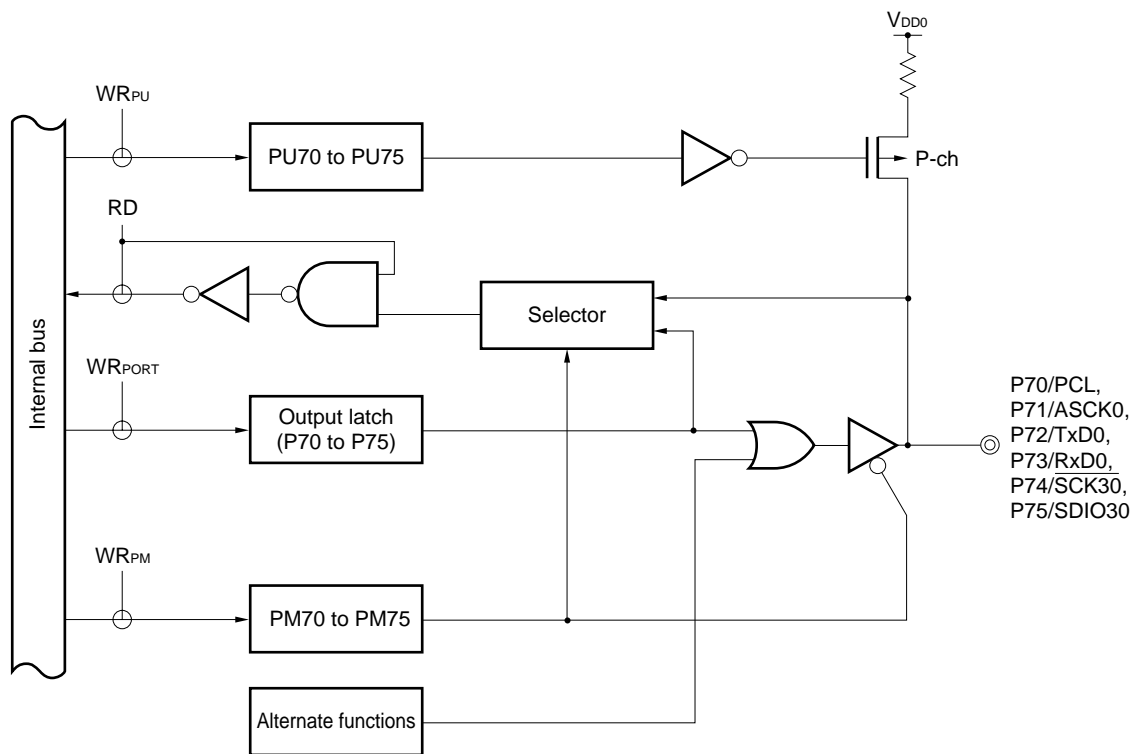 VDD0
WRPU
PU70 to PU75
P-ch
RD
Selector
Internal bus
WRPORT
Output latch
(P70 to P75)
P70/PCL,
P71/ASCK0,
P72/TxD0,
P73/RxD0,
P74/SCK30,
P75/SDIO30
WRPM
PM70 to PM75
Alternate functions